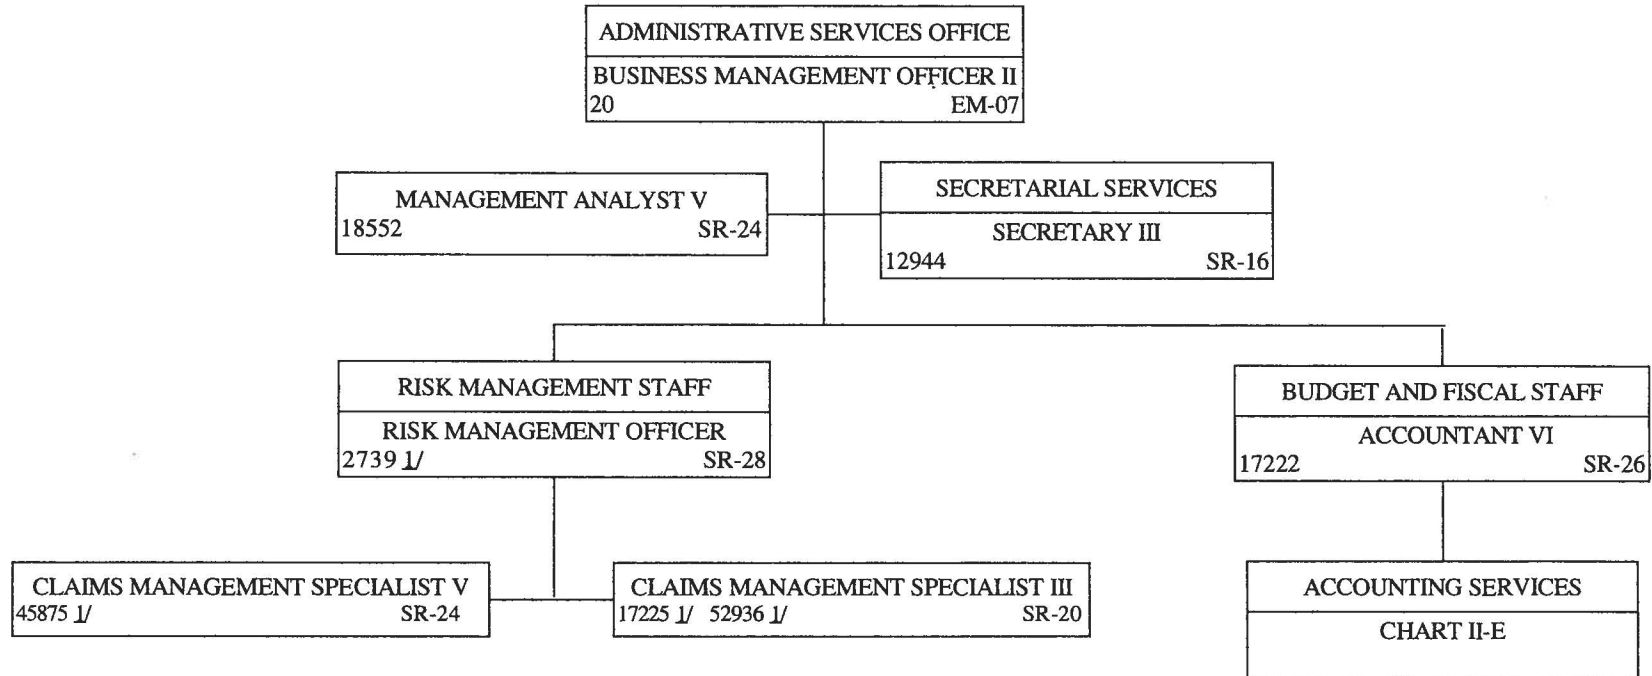 ADMINISTRATIVE SERVICES OFFICE
BUSINESS MANAGEMENT OFFICER II
20 EM-07
MANAGEMENT ANALYST V
18552 SR-24
SECRETARIAL SERVICES
SECRETARY III
12944 SR-16
RISK MANAGEMENT STAFF
RISK MANAGEMENT OFFICER
2739 1/ SR-28
BUDGET AND FISCAL STAFF
ACCOUNTANT VI
17222 SR-26
CLAIMS MANAGEMENT SPECIALIST V
45875 1/ SR-24
CLAIMS MANAGEMENT SPECIALIST III
17225 1/ 52936 1/ SR-20
ACCOUNTING SERVICES
CHART II-E